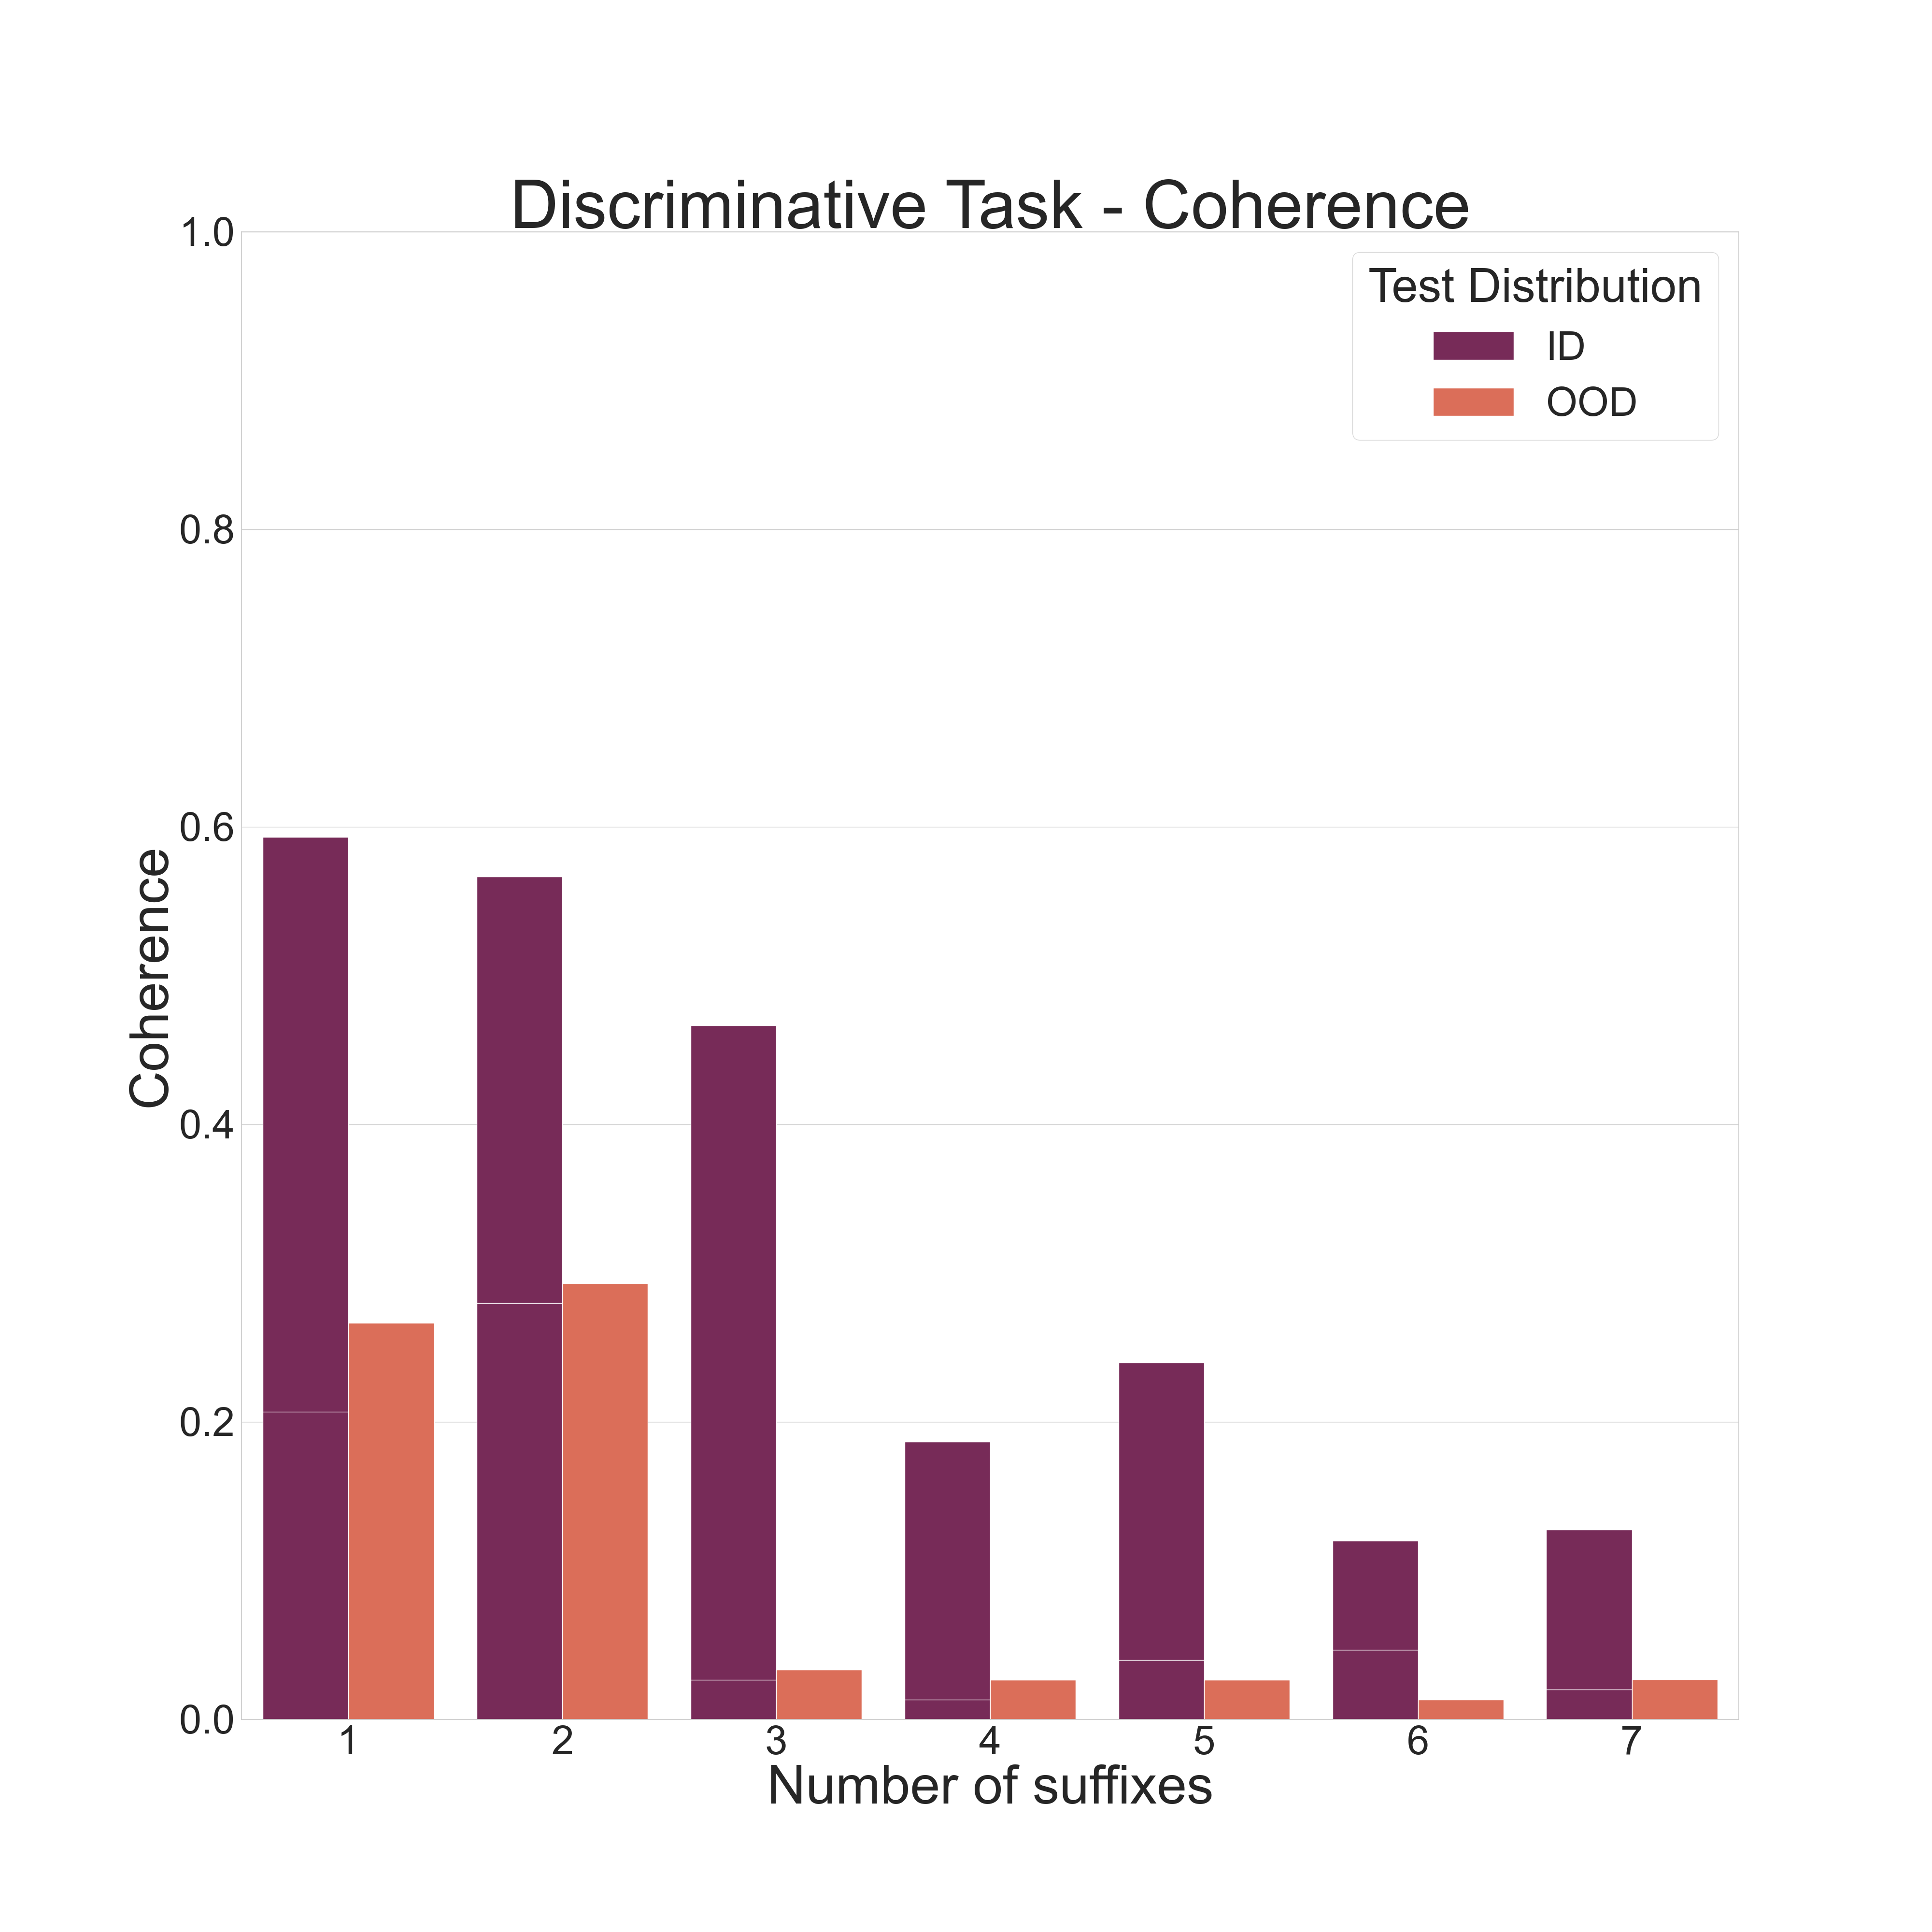 Discriminative Task - Coherence
1.0
Test Distribution
ID
OOD
0.8
0.6
0.4
0.2
0.0
Coherence
1 2 3 4 5 6 7
Number of suffixes